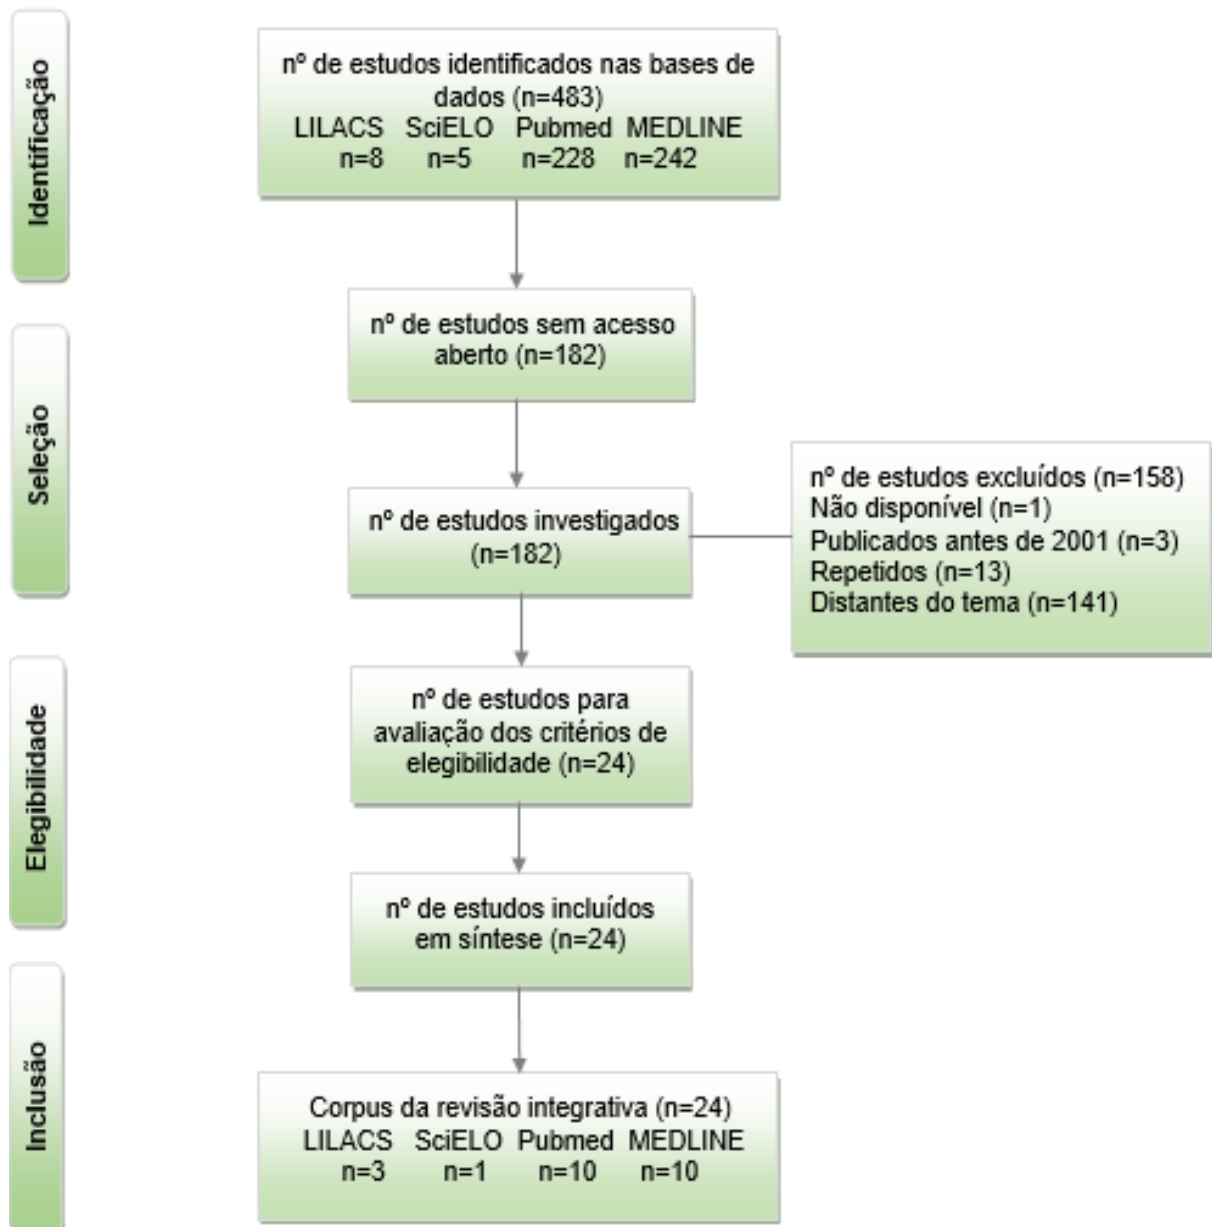 Identificação
nº de estudos identificados nas bases de
dados (n=483)
LILACS SciELO Pubmed MEDLINE
n=8 n=5 n=228 n=242
Seleção
nº de estudos sem acesso
aberto (n=182)
nº de estudos investigados
(n=182)
nº de estudos excluídos (n=158)
Não disponível (n=1)
Publicados antes de 2001 (n=3)
Repetidos (n=13)
Distantes do tema (n=141)
Elegibilidade
nº de estudos para
avaliação dos critérios de
elegibilidade (n=24)
nº de estudos incluídos
em síntese (n=24)
Inclusão
Corpus da revisão integrativa (n=24)
LILACS SciELO Pubmed MEDLINE
n=3 n=1 n=10 n=10